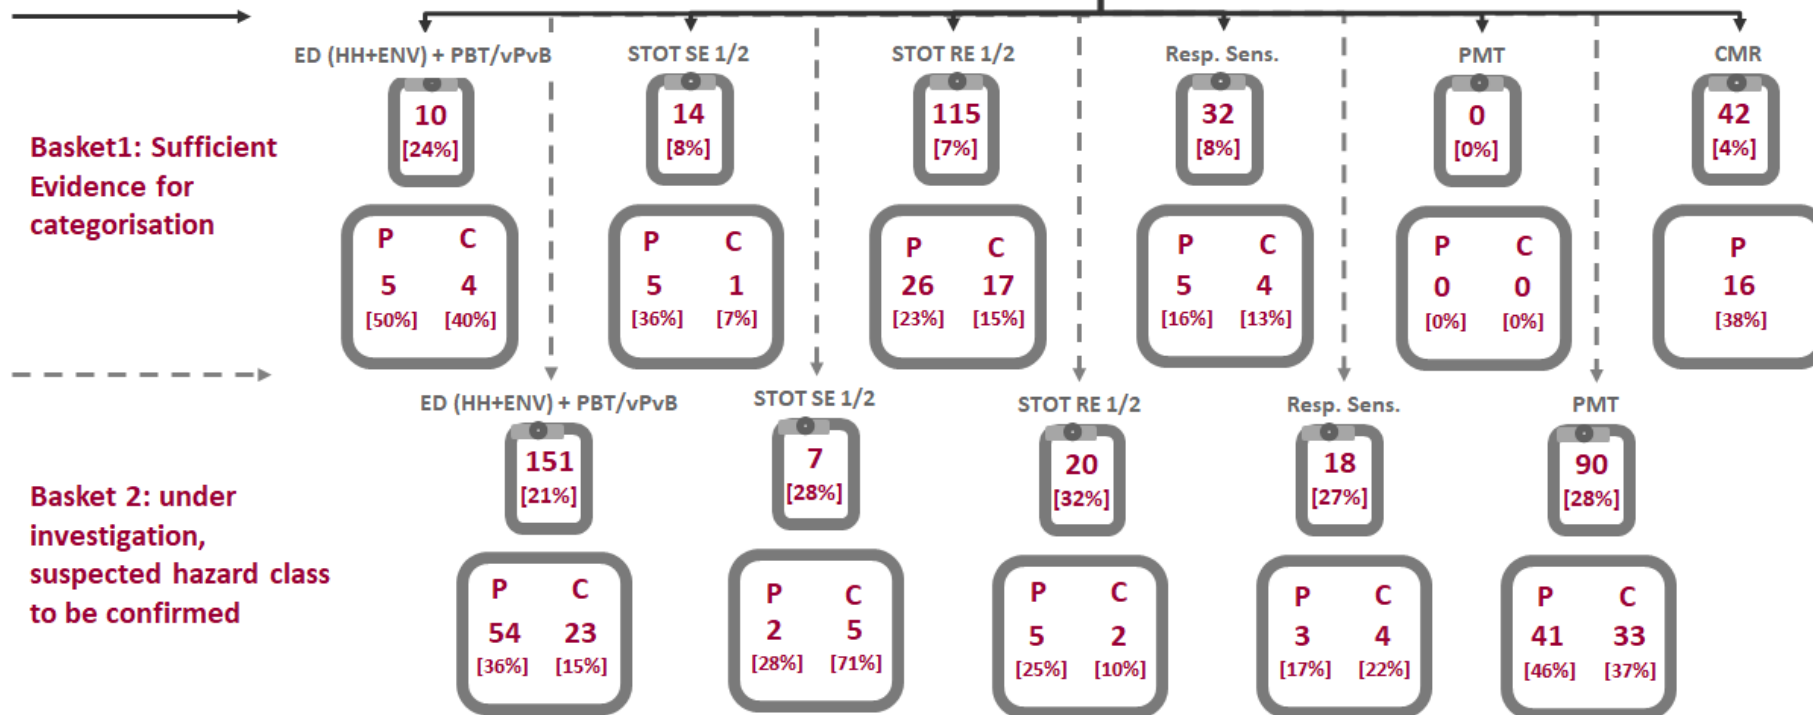 ED (HH+ENV) + PBT/vPvB
STOT SE 1/2
STOT RE 1/2
Resp. Sens.
PMT
CMR
10
[24%]
14
[8%]
115
[7%]
32
[8%]
0
[0%]
42
[4%]
Basket1: Sufficient
Evidence for
categorisation
P C
5 4
[50%] [40%]
P C
5 1
[36%] [7%]
P C
26 17
[23%] [15%]
P C
5 4
[16%] [13%]
P C
0 0
[0%] [0%]
P
16
[38%]
ED (HH+ENV) + PBT/vPvB
STOT SE 1/2
STOT RE 1/2
Resp. Sens.
PMT
151
[21%]
7
[28%]
20
[32%]
18
[27%]
90
[28%]
Basket 2: under
investigation,
suspected hazard class
to be confirmed
P C
54 23
[36%] [15%]
P C
2 5
[28%] [71%]
P C
5 2
[25%] [10%]
P C
3 4
[17%] [22%]
P C
41 33
[46%] [37%]